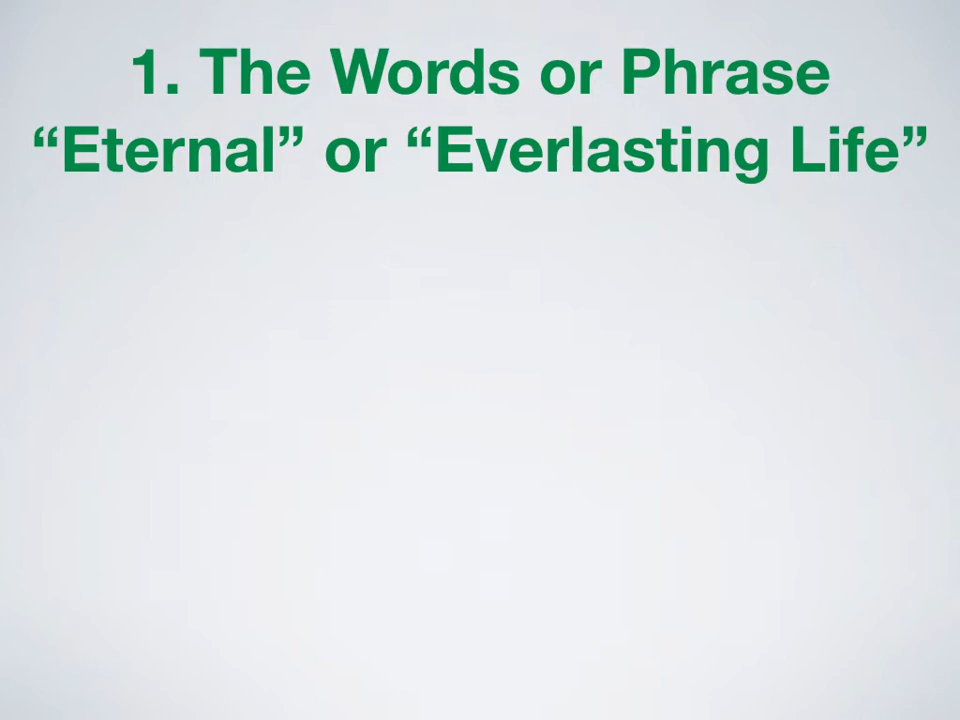 1. The Words or Phrase
“Eternal” or “Everlasting Life”